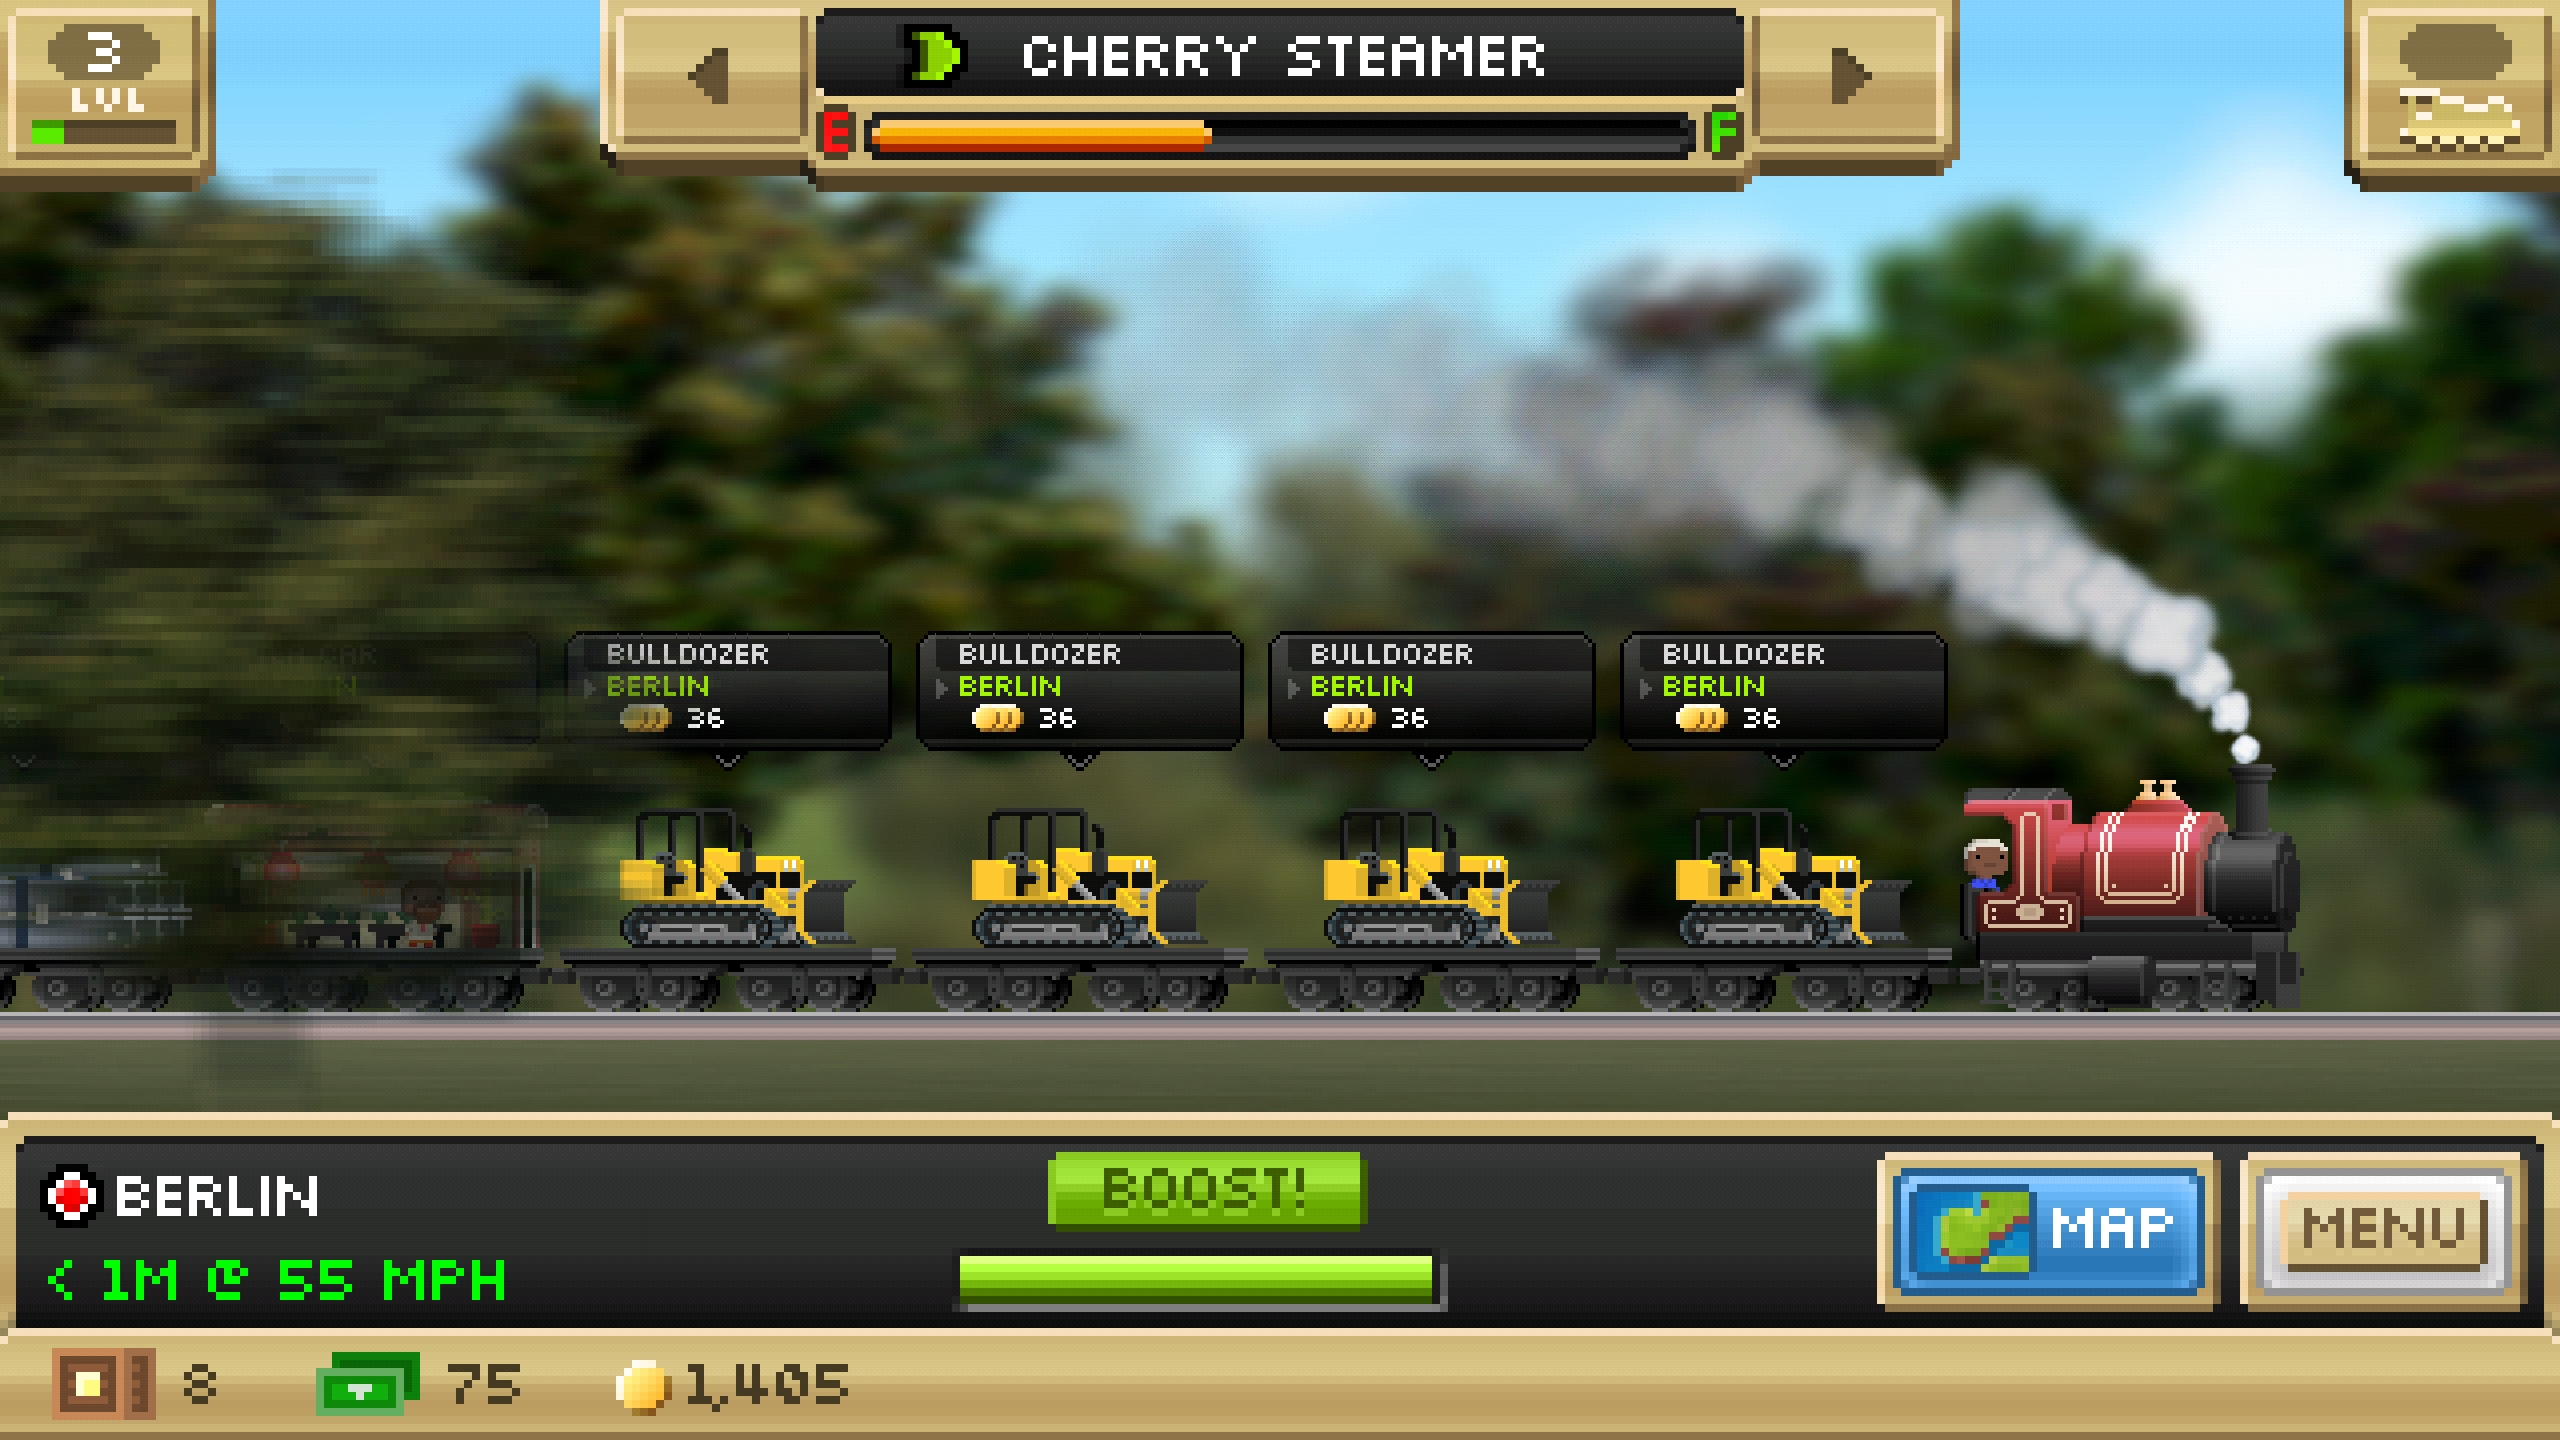 3
LVL
CHERRY STEAMER
E F
BULLDOZER
BERLIN
36
BULLDOZER
BERLIN
36
BULLDOZER
BERLIN
36
BULLDOZER
BERLIN
36
BERLIN
< 1M @ 55 MPH
BOOST!
MAP
MENU
8 75 1,405